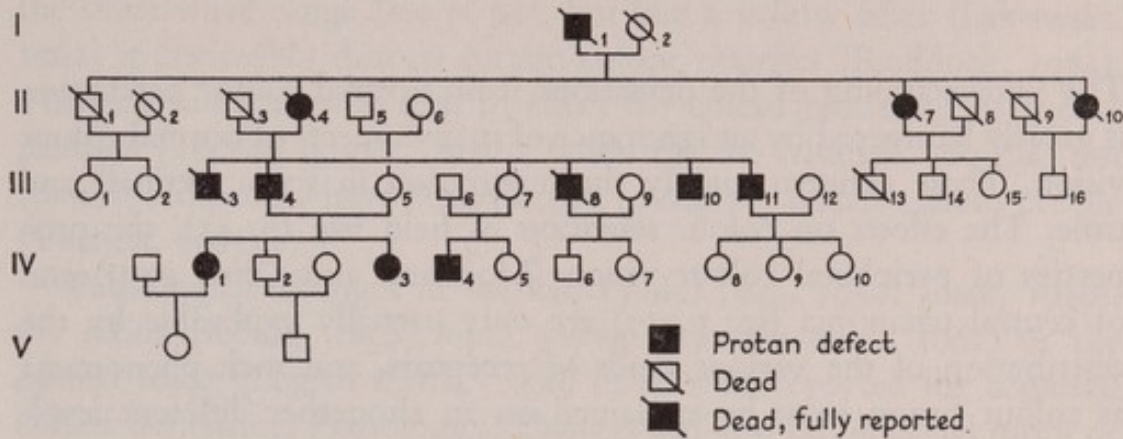 I 1 2
II 1 2 3 4 5 6 7 8 9 10
III 1 2 3 4 5 6 7 8 9 10 11 12 13 14 15 16
IV 1 2 3 4 5 6 7 8 9 10
V
Protan defect
Dead
Dead, fully reported